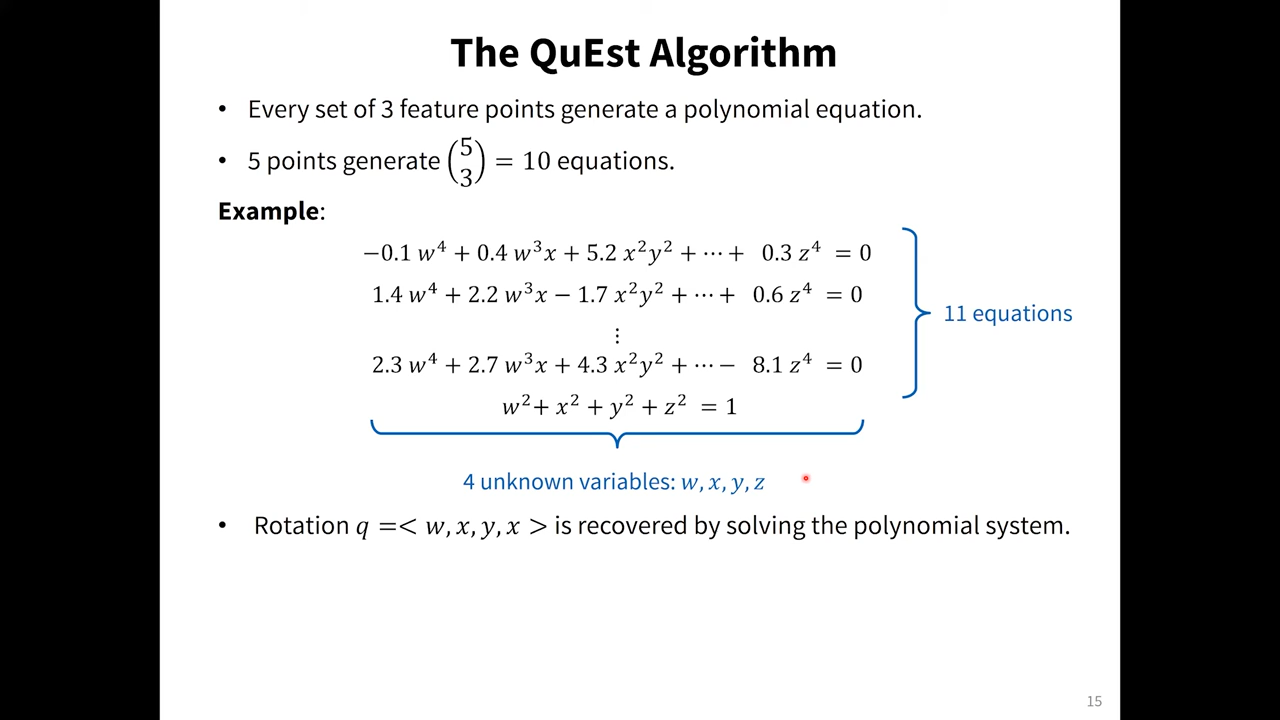 The QuEst Algorithm
• Every set of 3 feature points generate a polynomial equation.
• 5 points generate (5 3) = 10 equations.
Example:
−0.1 w⁴ + 0.4 w³x + 5.2 x²y² + ⋯ + 0.3 z⁴ = 0
1.4 w⁴ + 2.2 w³x − 1.7 x²y² + ⋯ + 0.6 z⁴ = 0
⋮
2.3 w⁴ + 2.7 w³x + 4.3 x²y² + ⋯ − 8.1 z⁴ = 0
w² + x² + y² + z² = 1
11 equations
4 unknown variables: w, x, y, z
• Rotation q =< w, x, y, x > is recovered by solving the polynomial system.
15